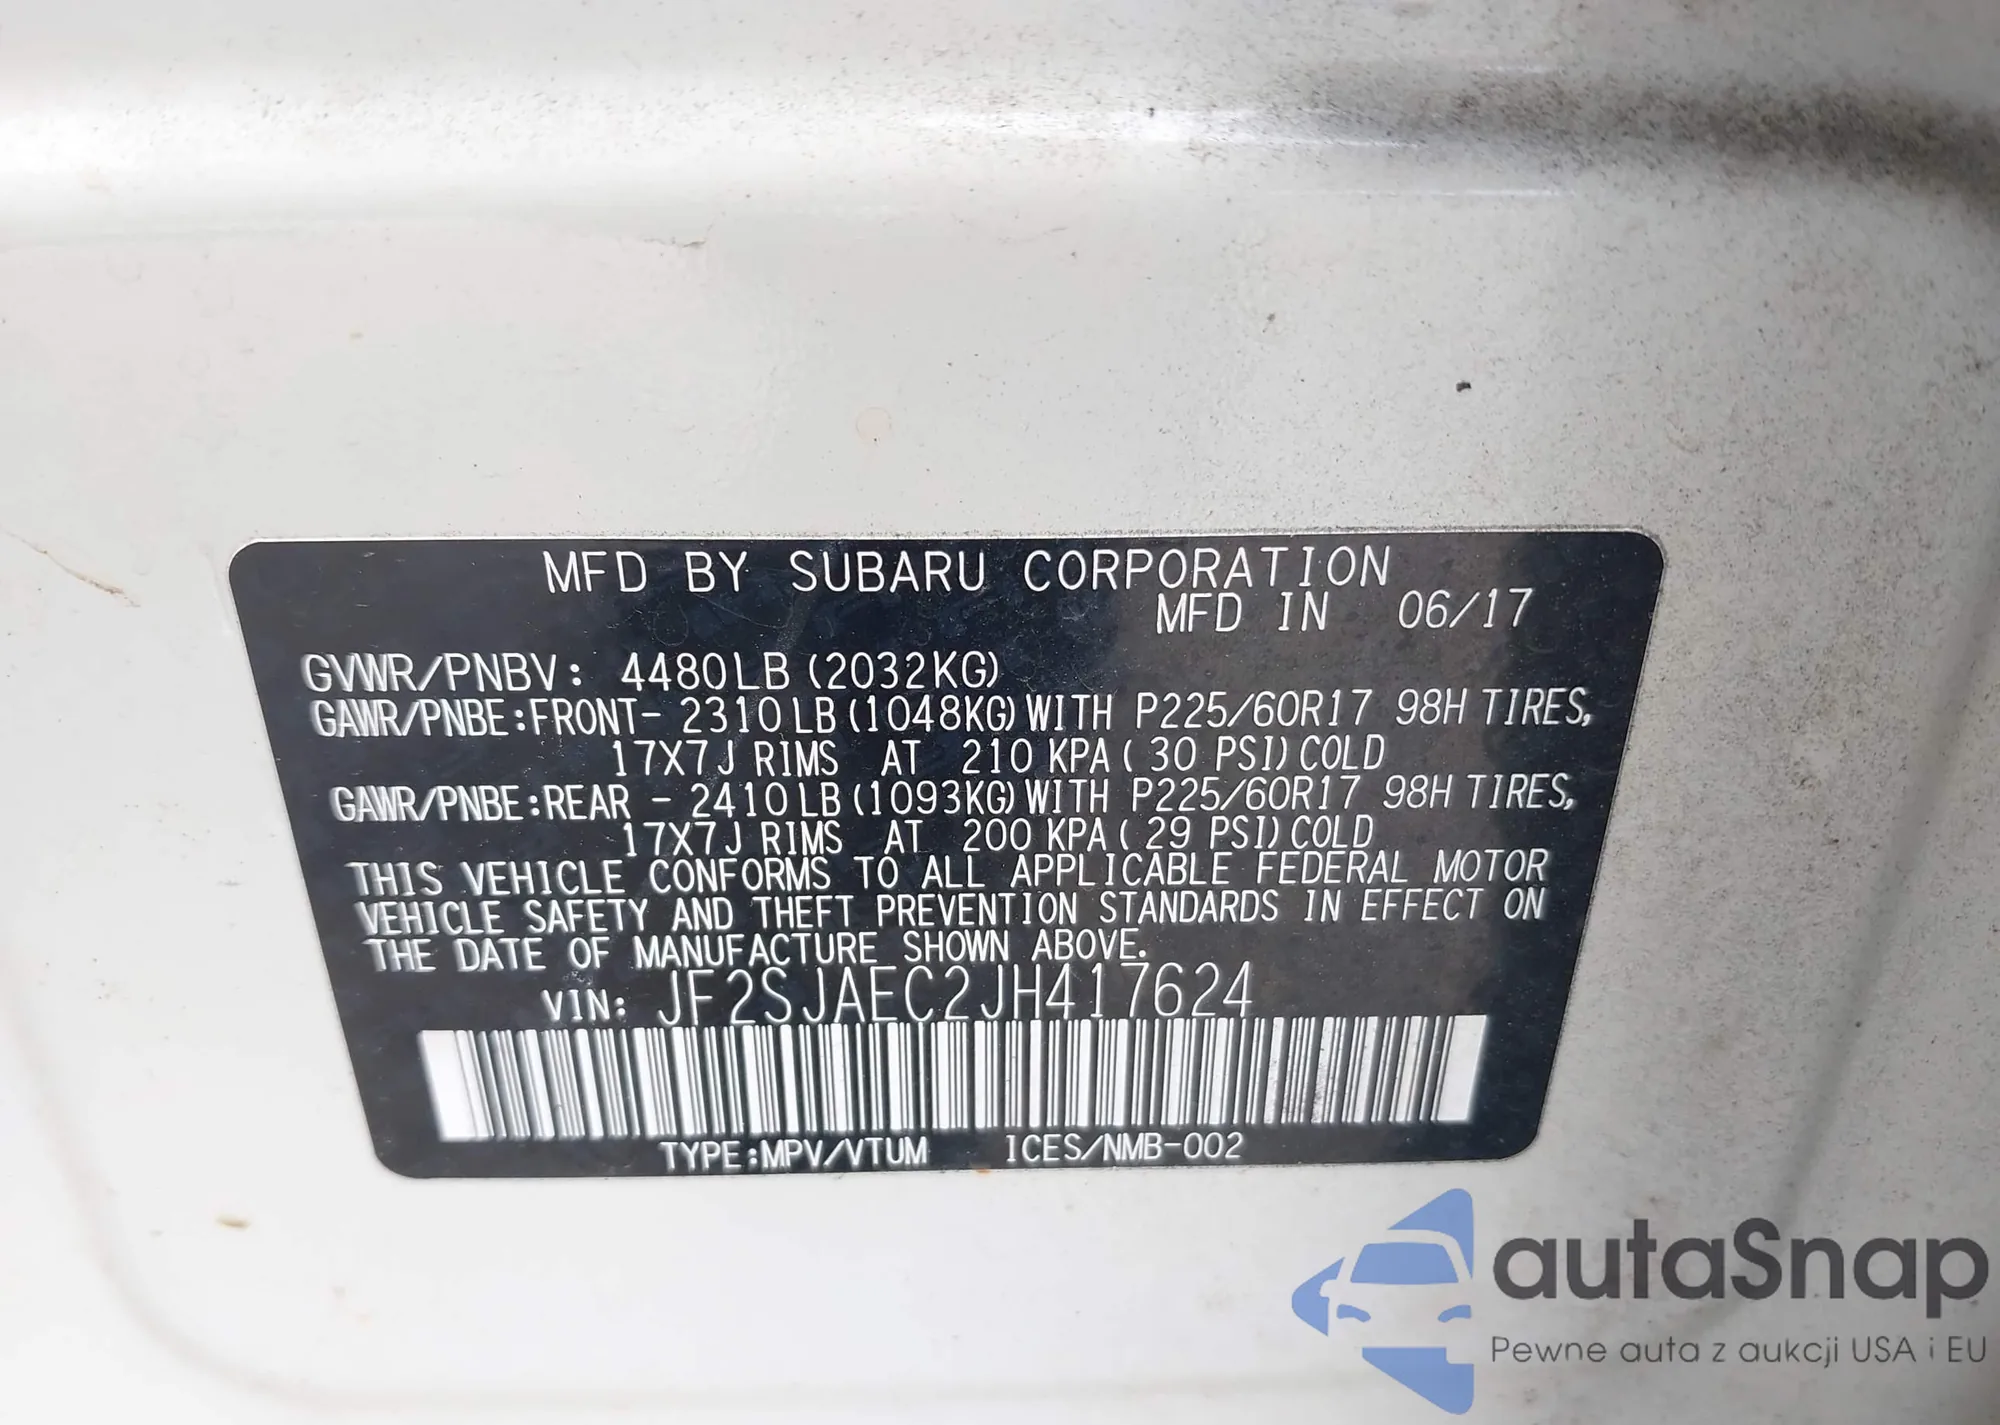 MFD BY SUBARU CORPORATION
MFD IN 06/17
GVWR/PNBV: 4480LB (2032KG)
GAWR/PNBE:FRONT- 2310LB(1048KG)WITH P225/60R17 98H TIRES,
17X7J RIMS AT 210 KPA( 30 PSI)COLD
GAWR/PNBE:REAR - 2410LB(1093KG)WITH P225/60R17 98H TIRES,
17X7J RIMS AT 200 KPA( 29 PSI)COLD
THIS VEHICLE CONFORMS TO ALL APPLICABLE FEDERAL MOTOR
VEHICLE SAFETY AND THEFT PREVENTION STANDARDS IN EFFECT ON
THE DATE OF MANUFACTURE SHOWN ABOVE.
VIN: JF2SJAEC2JH417624
TYPE:MPV/VTUM ICES/NMB-002
autaSnap
Pewne auta z aukcji USA i EU